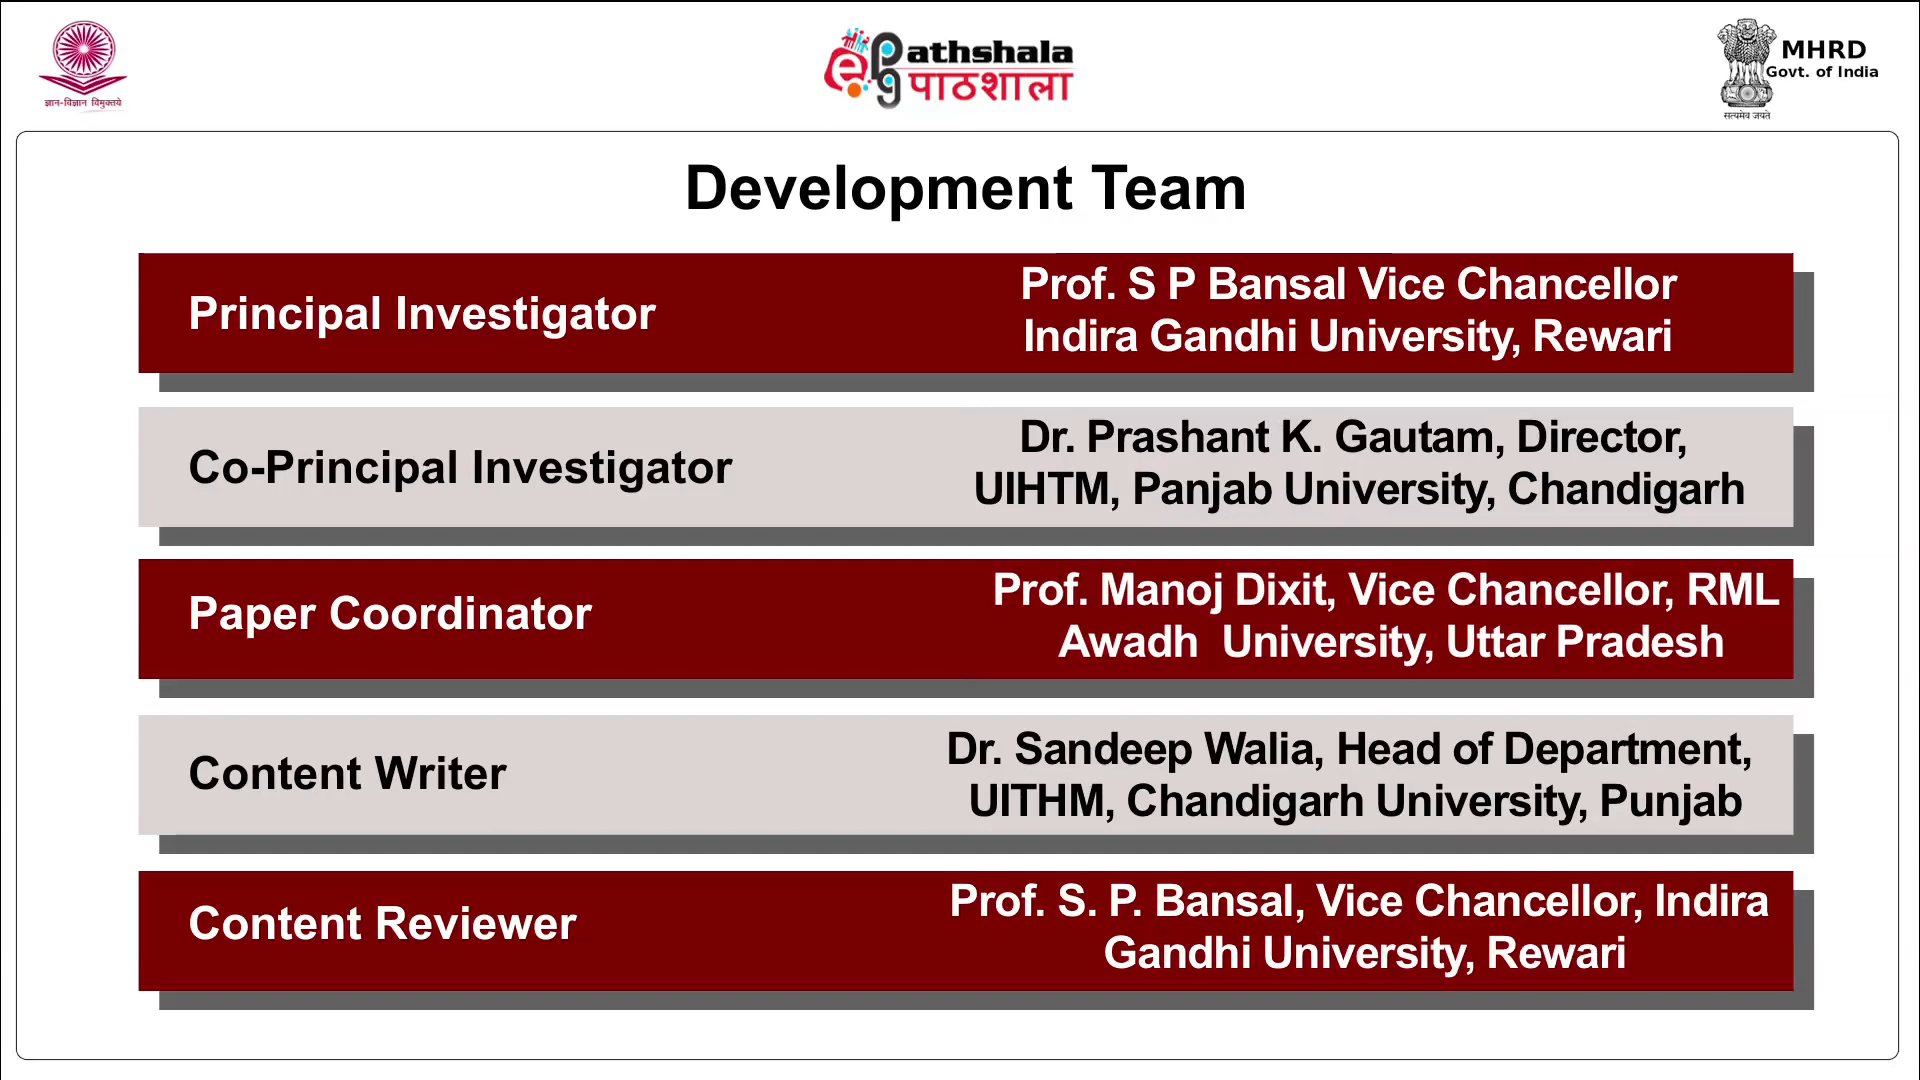 ज्ञान-विज्ञान विमुक्तये
ePathshala
पाठशाला
MHRD
Govt. of India
सत्यमेव जयते
Development Team
Principal Investigator
Prof. S P Bansal Vice Chancellor
Indira Gandhi University, Rewari
Co-Principal Investigator
Dr. Prashant K. Gautam, Director,
UIHTM, Panjab University, Chandigarh
Paper Coordinator
Prof. Manoj Dixit, Vice Chancellor, RML
Awadh  University, Uttar Pradesh
Content Writer
Dr. Sandeep Walia, Head of Department,
UITHM, Chandigarh University, Punjab
Content Reviewer
Prof. S. P. Bansal, Vice Chancellor, Indira
Gandhi University, Rewari